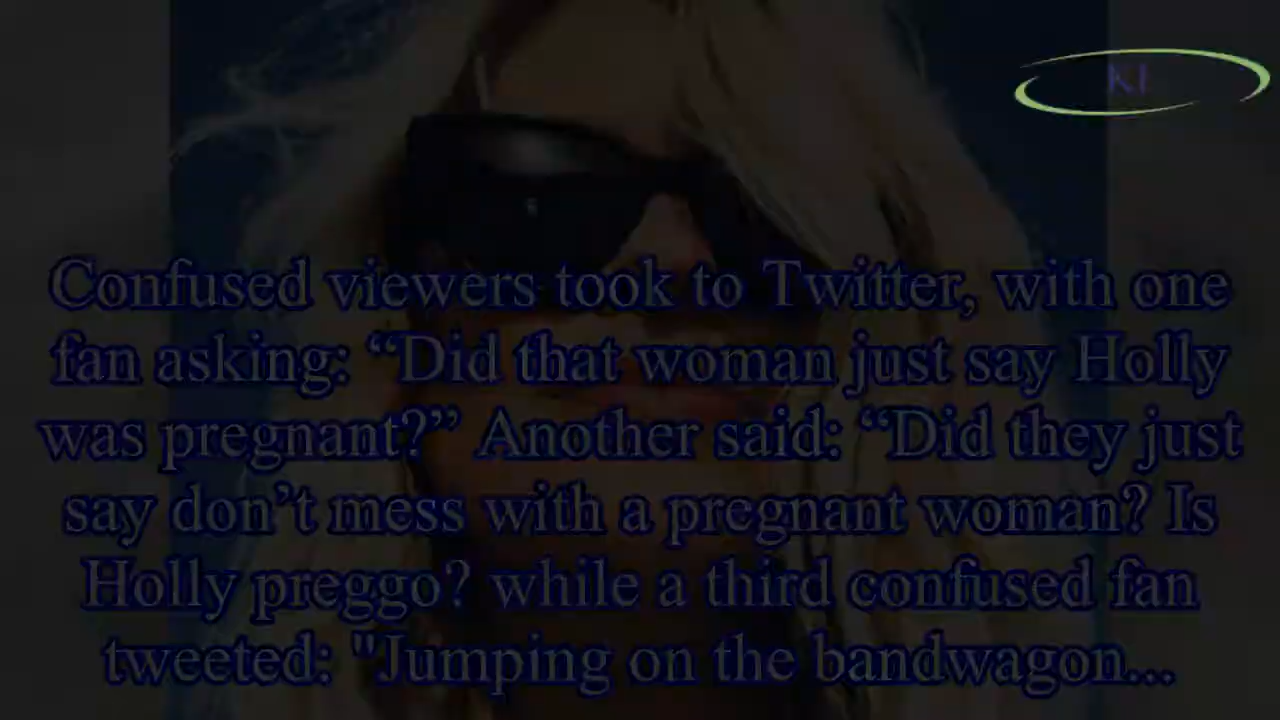 KI
Confused viewers took to Twitter, with one
fan asking: “Did that woman just say Holly
was pregnant?” Another said: “Did they just
say don’t mess with a pregnant woman? Is
Holly preggo? while a third confused fan
tweeted: "Jumping on the bandwagon...